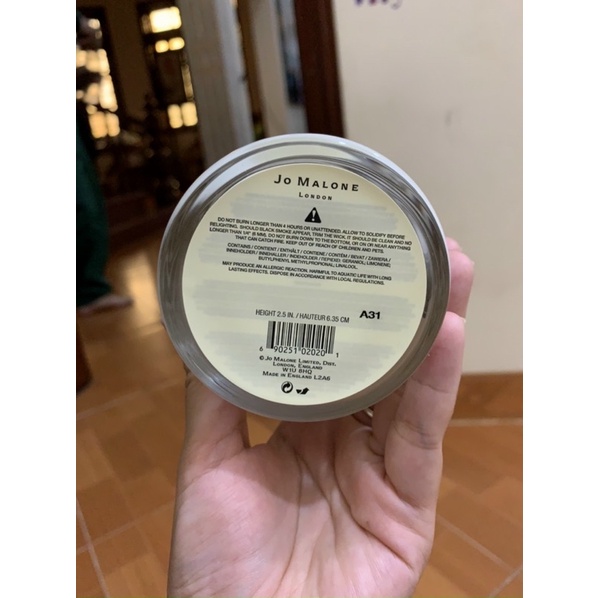 JO MALONE
LONDON
DO NOT BURN LONGER THAN 4 HOURS OR UNATTENDED. ALLOW TO SOLIDIFY BEFORE
RELIGHTING. SHOULD BLACK SMOKE APPEAR, TRIM THE WICK. IT SHOULD BE CLEAN AND NO
LONGER THAN 1/4" (6 MM). DO NOT BURN DOWN TO THE BOTTOM, OR ON OR NEAR ANYTHING
THAT CAN CATCH FIRE. KEEP OUT OF REACH OF CHILDREN AND PETS.
CONTAINS / CONTIENT / ENTHÄLT / CONTIENE / CONTÉM / BEVAT / ZAWIERA /
INNEHÅLLER / INDEHOLDER / GERANIOL; LIMONENE;
BUTYLPHENYL METHYLPROPIONAL; LINALOOL.
MAY PRODUCE AN ALLERGIC REACTION. HARMFUL TO AQUATIC LIFE WITH LONG
LASTING EFFECTS. DISPOSE IN ACCORDANCE WITH LOCAL REGULATIONS.
HEIGHT 2.5 IN. / HAUTEUR 6.35 CM
A31
6 90251 02020 1
© JO MALONE LIMITED, DIST.
LONDON, ENGLAND
W1U 8HQ
MADE IN ENGLAND L2A6